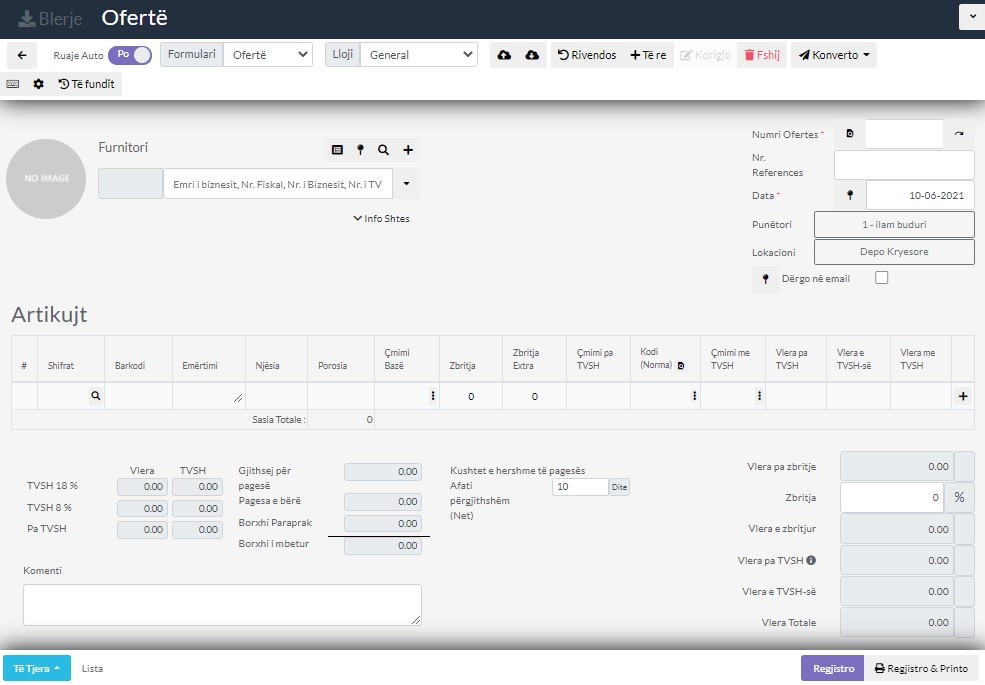 Blerje Ofertë
Ruaje Auto Po Formulari Ofertë Lloji General Rivendos Të re Korigjo Fshij Konverto
Të fundit
NO IMAGE
Furnitori
Emri i biznesit, Nr. Fiskal, Nr. i Biznesit, Nr. i TV
Info Shtes
Numri Ofertes *
Nr.
References
Data * 10-06-2021
Punëtori 1 - ilam buduri
Lokacioni Depo Kryesore
Dërgo në email
Artikujt
# Shifrat Barkodi Emërtimi Njësia Porosia Çmimi Bazë Zbritja Zbritja Extra Çmimi pa TVSH Kodi (Norma) Çmimi me TVSH Vlera pa TVSH Vlera e TVSH-së Vlera me TVSH
0 0
Sasia Totale : 0
Vlera TVSH
TVSH 18 % 0.00 0.00
TVSH 8 % 0.00 0.00
Pa TVSH 0.00 0.00
Gjithsej për
pagesë 0.00
Pagesa e bërë 0.00
Borxhi Paraprak 0.00
Borxhi i mbetur 0.00
Kushtet e hershme të pagesës
Afati
përgjithshëm
(Net)
10 Dite
Vlera pa zbritje 0.00
Zbritja 0 %
Vlera e zbritjur 0.00
Vlera pa TVSH 0.00
Vlera e TVSH-së 0.00
Vlera Totale 0.00
Komenti
Të Tjera Lista Regjistro Regjistro & Printo